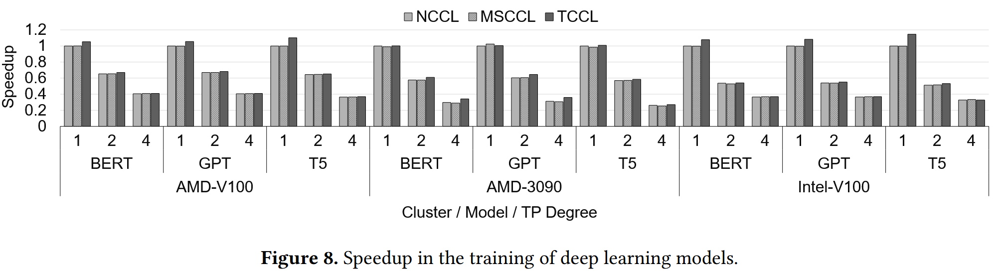 NCCL MSCCL TCCL
1.2
1
0.8
0.6
0.4
0.2
0
Speedup
1 2 4 1 2 4 1 2 4 1 2 4 1 2 4 1 2 4 1 2 4 1 2 4 1 2 4
BERT GPT T5 BERT GPT T5 BERT GPT T5
AMD-V100 AMD-3090 Intel-V100
Cluster / Model / TP Degree
Figure 8. Speedup in the training of deep learning models.